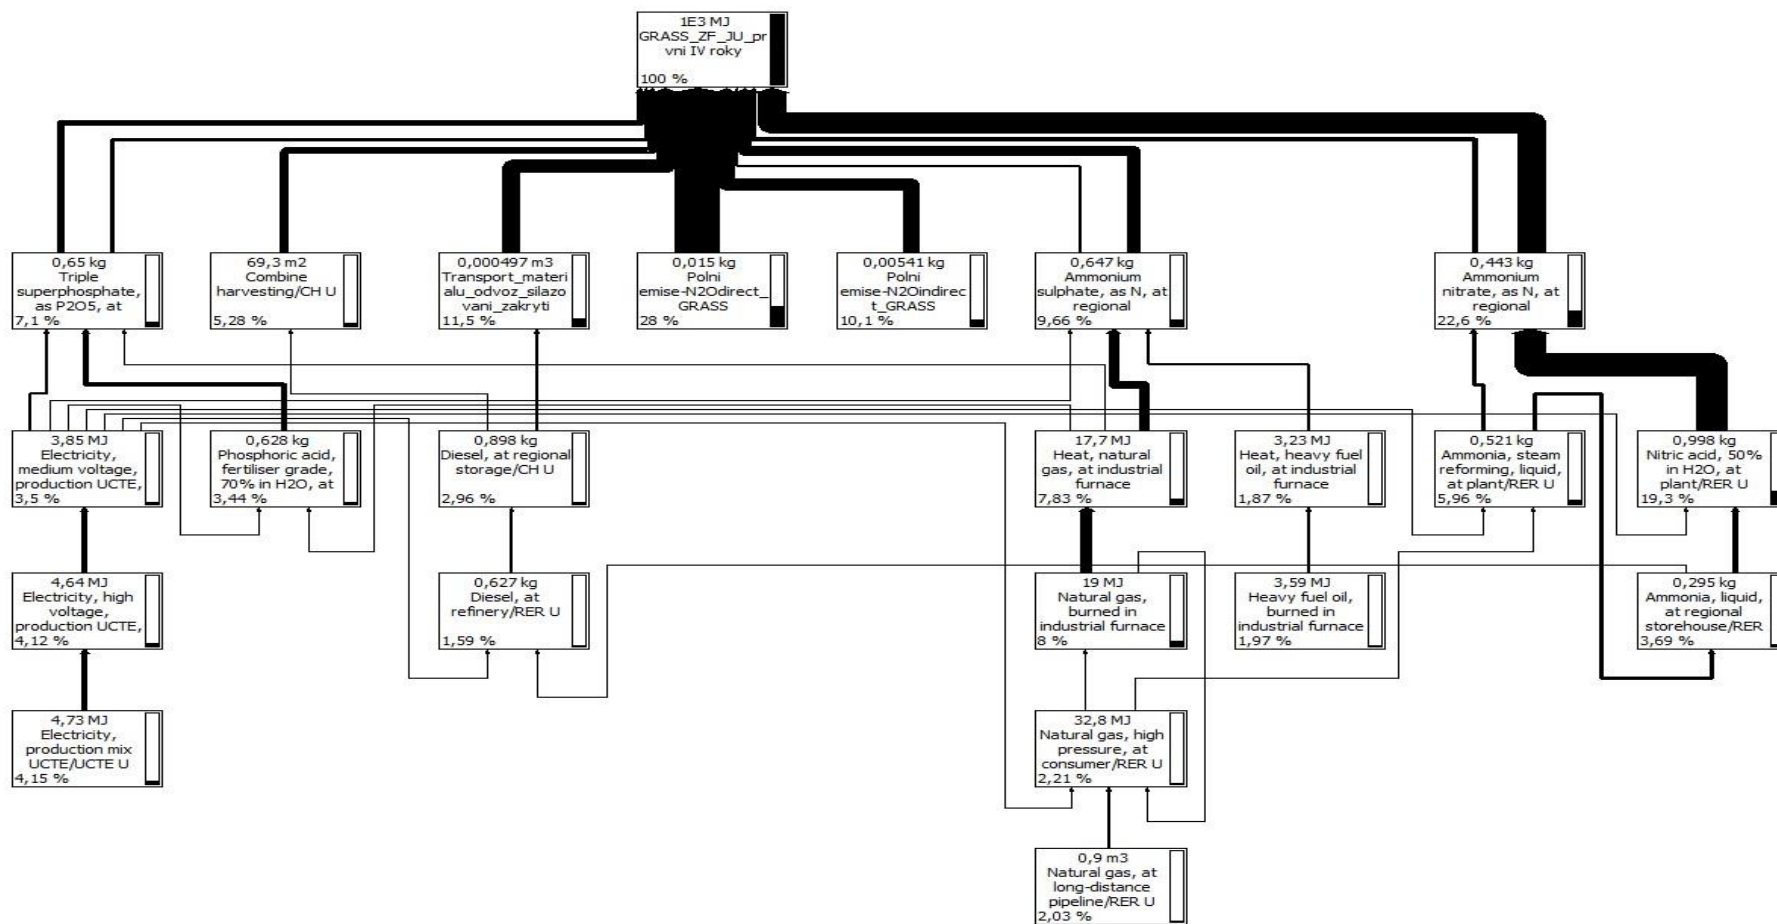 1E3 MJ
GRASS_ZF_JU_pr
vni IV roky
100 %
0,65 kg
Triple
superphosphate,
as P2O5, at
7,1 %
69,3 m2
Combine
harvesting/CH U
5,28 %
0,000497 m3
Transport_materi
alu_odvoz_silazo
vani_zakryti
11,5 %
0,015 kg
Polni
emise-N2Odirect_
GRASS
28 %
0,00541 kg
Polni
emise-N2Oindirec
t_GRASS
10,1 %
0,647 kg
Ammonium
sulphate, as N, at
regional
9,66 %
0,443 kg
Ammonium
nitrate, as N, at
regional
22,6 %
3,85 MJ
Electricity,
medium voltage,
production UCTE,
3,5 %
0,628 kg
Phosphoric acid,
fertiliser grade,
70% in H2O, at
3,44 %
0,898 kg
Diesel, at regional
storage/CH U
2,96 %
17,7 MJ
Heat, natural
gas, at industrial
furnace
7,83 %
3,23 MJ
Heat, heavy fuel
oil, at industrial
furnace
1,87 %
0,521 kg
Ammonia, steam
reforming, liquid,
at plant/RER U
5,96 %
0,998 kg
Nitric acid, 50%
in H2O, at
plant/RER U
19,3 %
4,64 MJ
Electricity, high
voltage,
production UCTE,
4,12 %
0,627 kg
Diesel, at
refinery/RER U
1,59 %
19 MJ
Natural gas,
burned in
industrial furnace
8 %
3,59 MJ
Heavy fuel oil,
burned in
industrial furnace
1,97 %
0,295 kg
Ammonia, liquid,
at regional
storehouse/RER
3,69 %
4,73 MJ
Electricity,
production mix
UCTE/UCTE U
4,15 %
32,8 MJ
Natural gas, high
pressure, at
consumer/RER U
2,21 %
0,9 m3
Natural gas, at
long-distance
pipeline/RER U
2,03 %